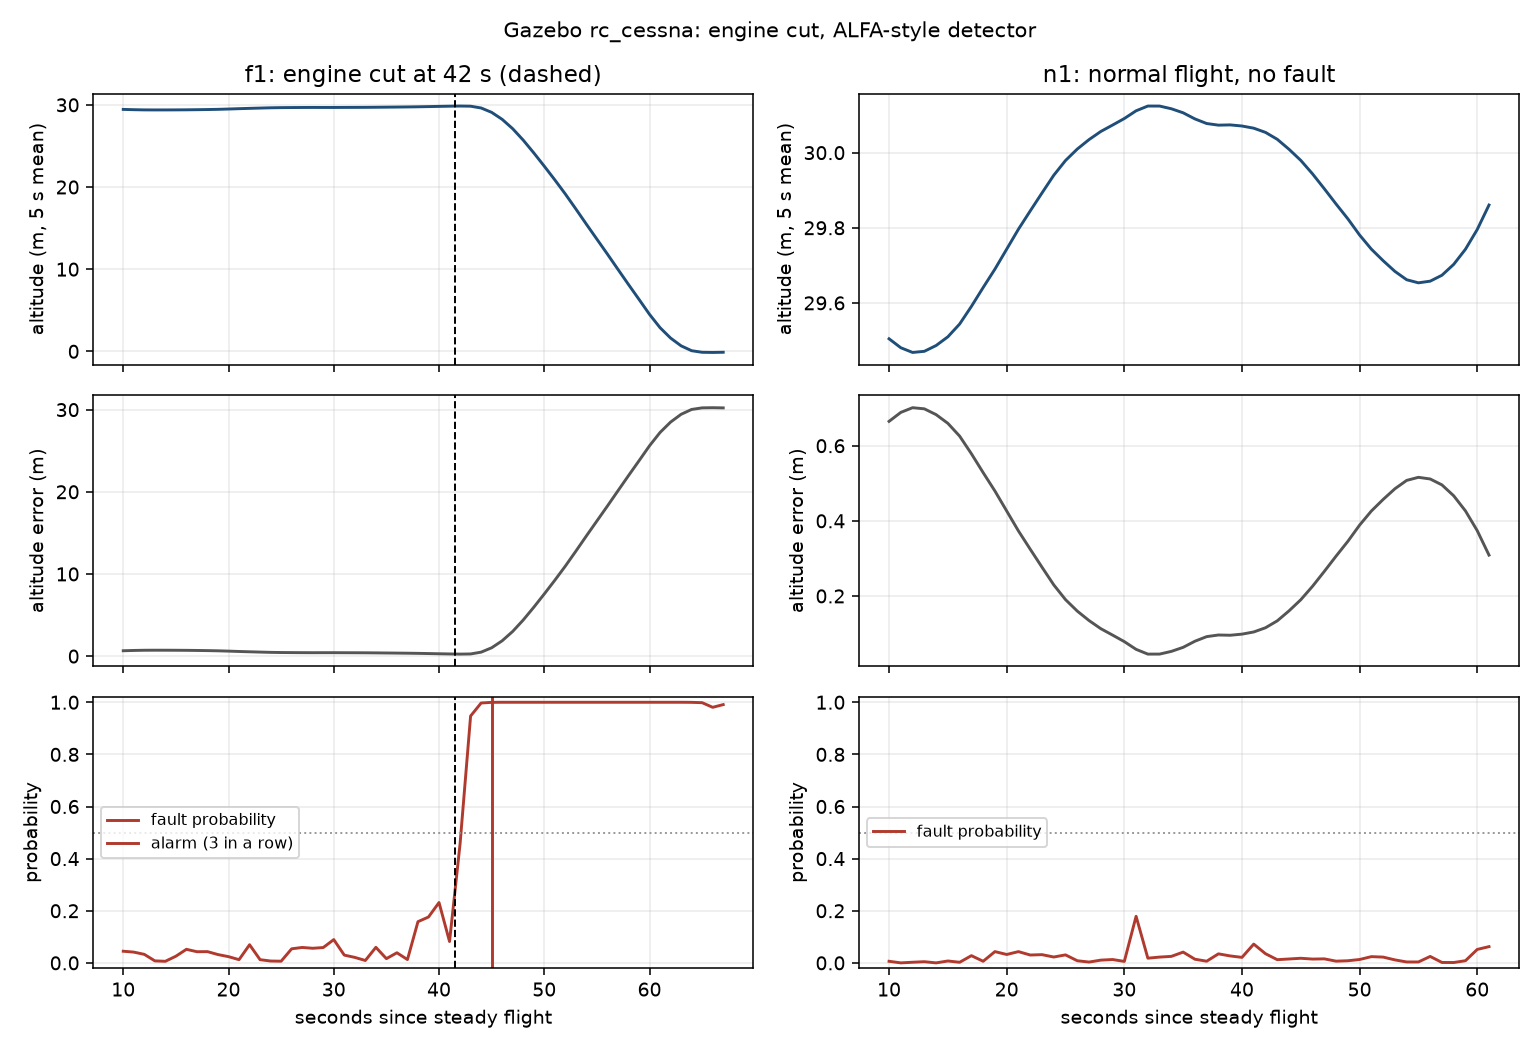 Gazebo rc_cessna: engine cut, ALFA-style detector
f1: engine cut at 42 s (dashed)
altitude (m, 5 s mean)
30
20
10
0
n1: normal flight, no fault
altitude (m, 5 s mean)
30.0
29.8
29.6
altitude error (m)
30
20
10
0
altitude error (m)
0.6
0.4
0.2
probability
1.0
0.8
0.6
0.4
0.2
0.0
fault probability
alarm (3 in a row)
10 20 30 40 50 60
seconds since steady flight
probability
1.0
0.8
0.6
0.4
0.2
0.0
fault probability
10 20 30 40 50 60
seconds since steady flight